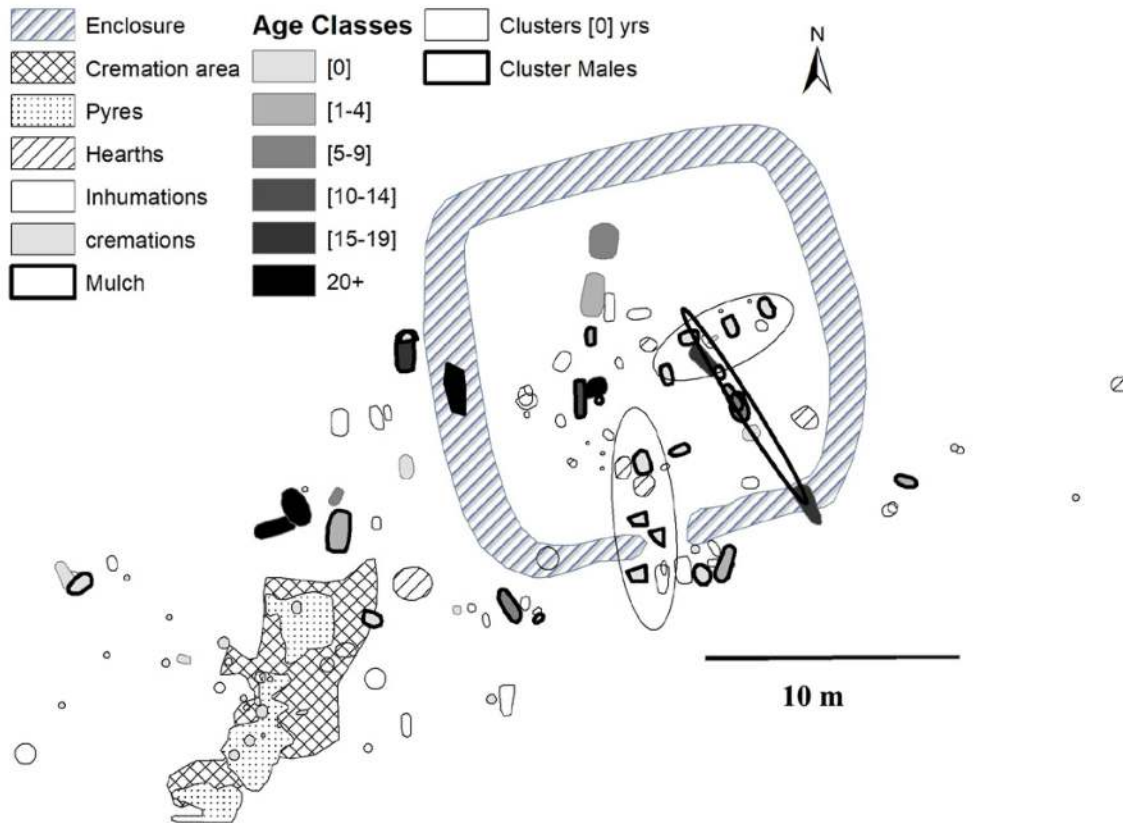 Enclosure
Cremation area
Pyres
Hearths
Inhumations
cremations
Mulch
Age Classes
[0]
[1-4]
[5-9]
[10-14]
[15-19]
20+
Clusters [0] yrs
Cluster Males
N
10 m